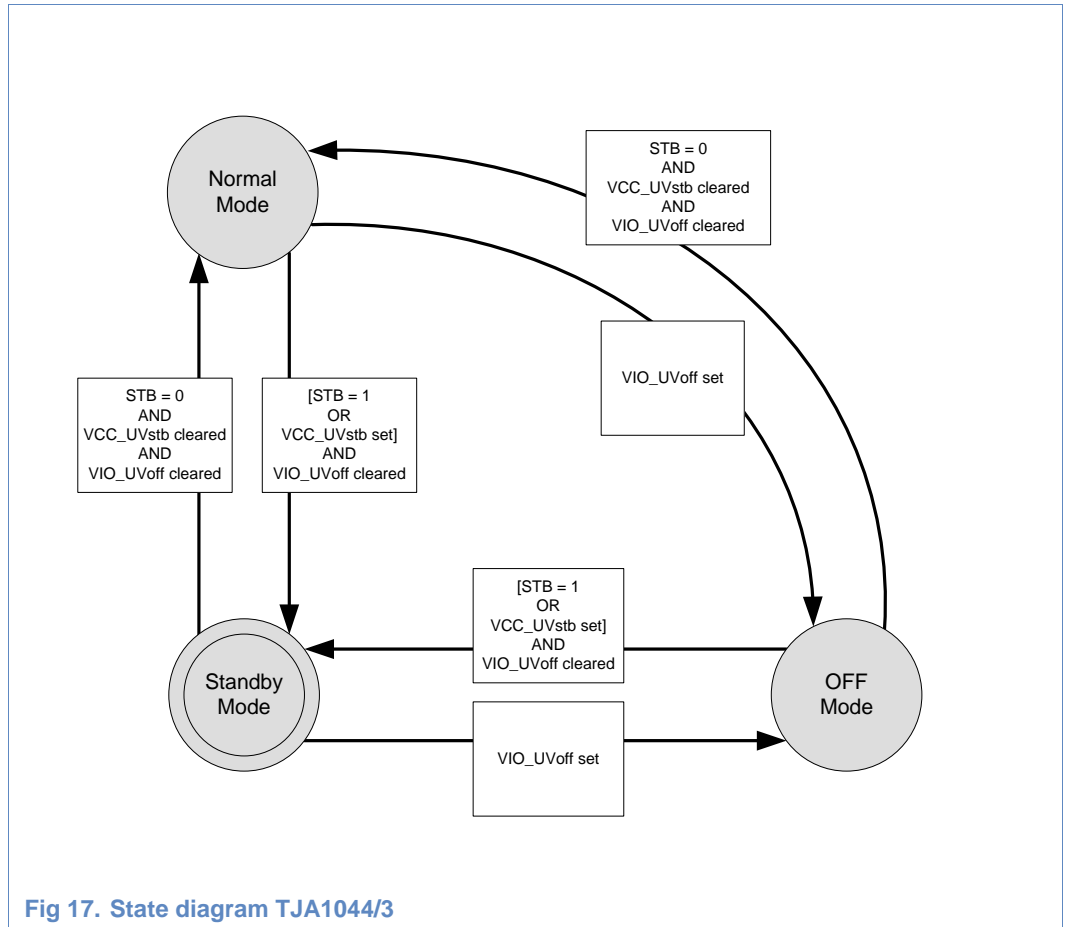 STB = 0
AND
VCC_UVstb cleared
AND
VIO_UVoff cleared
Normal
Mode
VIO_UVoff set
STB = 0
AND
VCC_UVstb cleared
AND
VIO_UVoff cleared
[STB = 1
OR
VCC_UVstb set]
AND
VIO_UVoff cleared
[STB = 1
OR
VCC_UVstb set]
AND
VIO_UVoff cleared
Standby
Mode
OFF
Mode
VIO_UVoff set
Fig 17. State diagram TJA1044/3